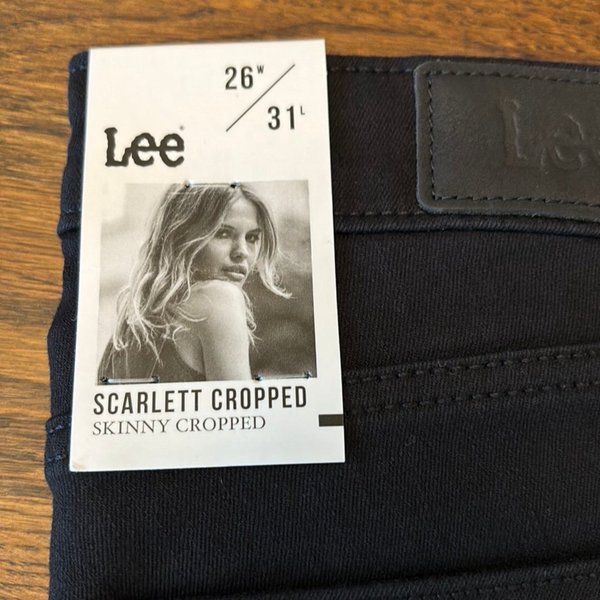 26W
31L
Lee
Lee
SCARLETT CROPPED
SKINNY CROPPED